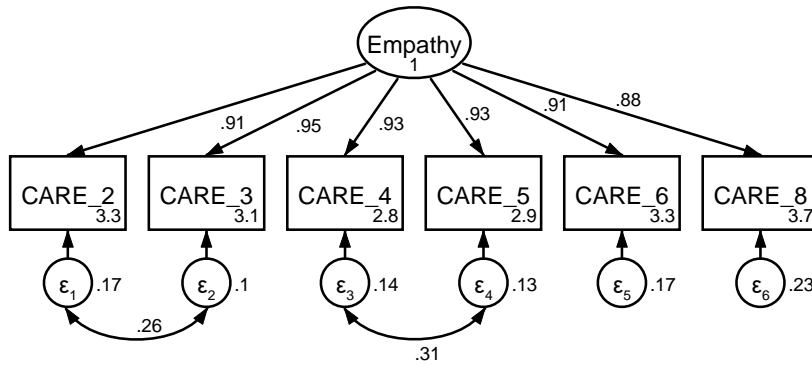 Empathy
1
.91
.95
.93
.93
.91
.88
CARE_2
3.3
CARE_3
3.1
CARE_4
2.8
CARE_5
2.9
CARE_6
3.3
CARE_8
3.7
ε1 .17
ε2 .1
ε3 .14
ε4 .13
ε5 .17
ε6 .23
.26
.31